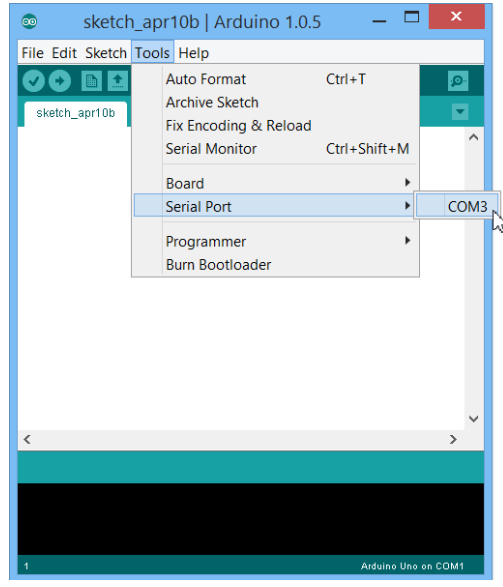 sketch_apr10b | Arduino 1.0.5
File Edit Sketch Tools Help
sketch_apr10b
Auto Format Ctrl+T
Archive Sketch
Fix Encoding & Reload
Serial Monitor Ctrl+Shift+M
Board
Serial Port COM3
Programmer
Burn Bootloader
1 Arduino Uno on COM1